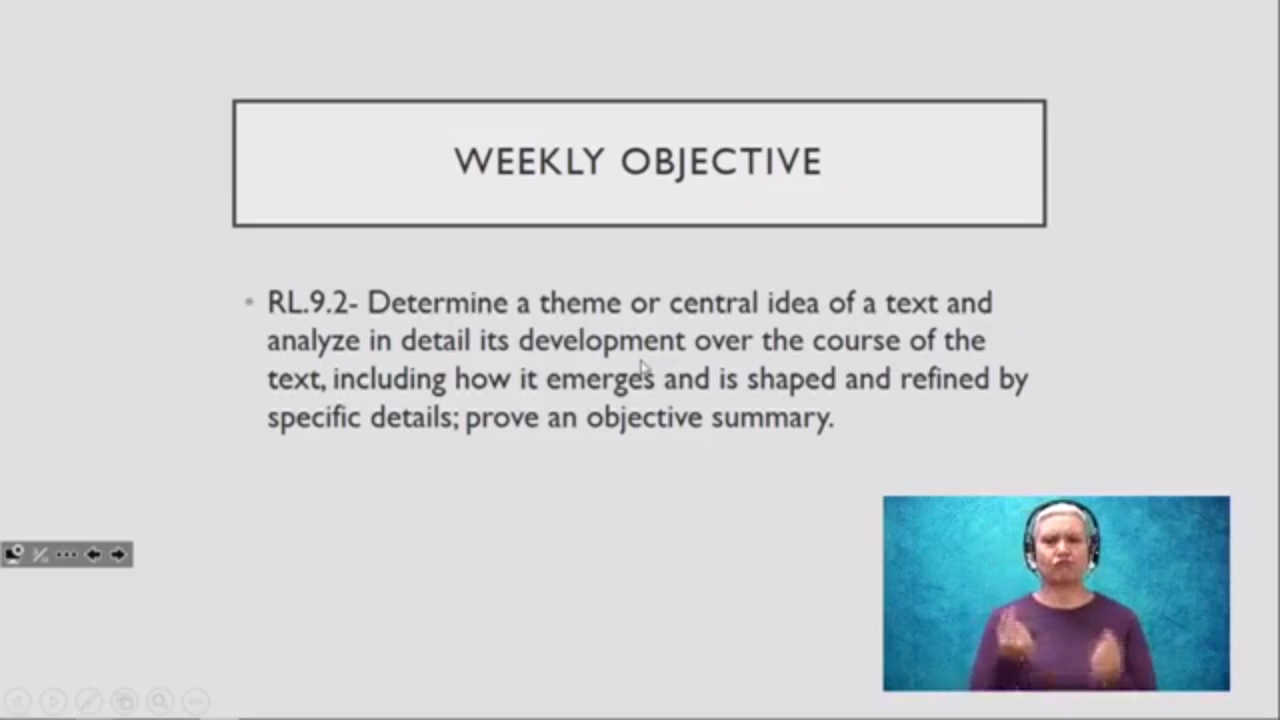 WEEKLY OBJECTIVE
• RL.9.2- Determine a theme or central idea of a text and
analyze in detail its development over the course of the
text, including how it emerges and is shaped and refined by
specific details; prove an objective summary.